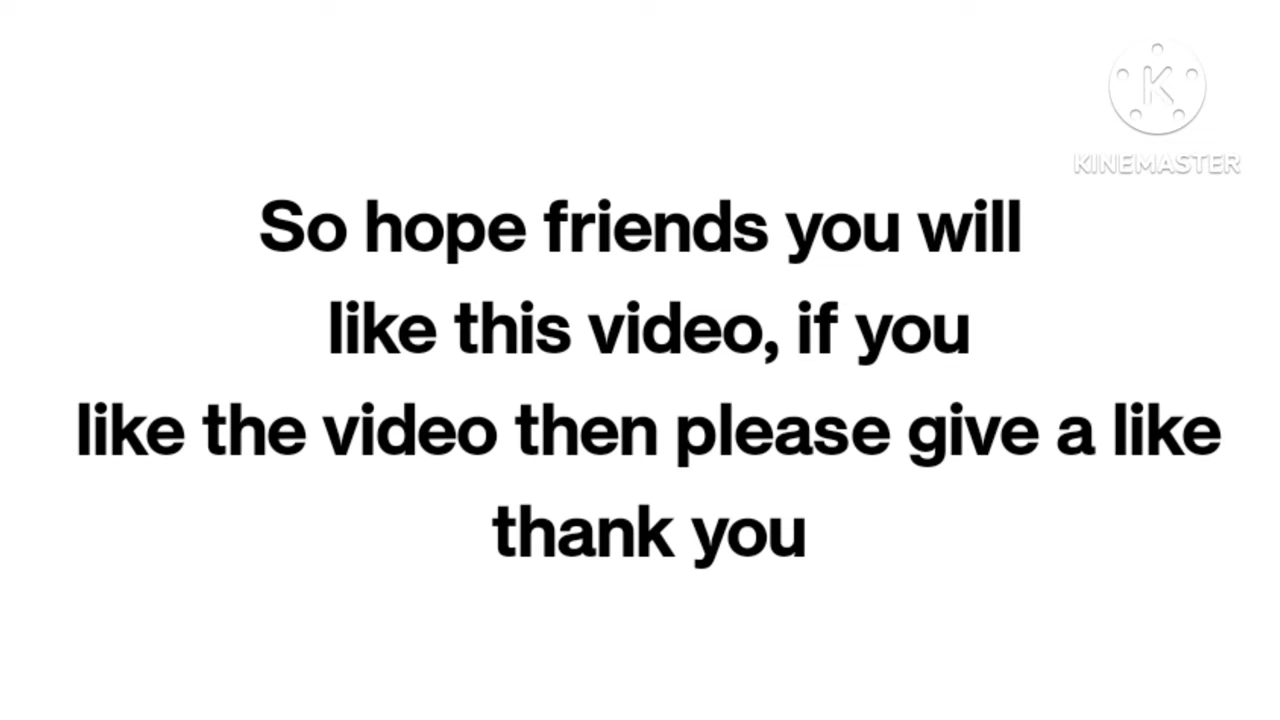 KINEMASTER
So hope friends you will
like this video, if you
like the video then please give a like
thank you